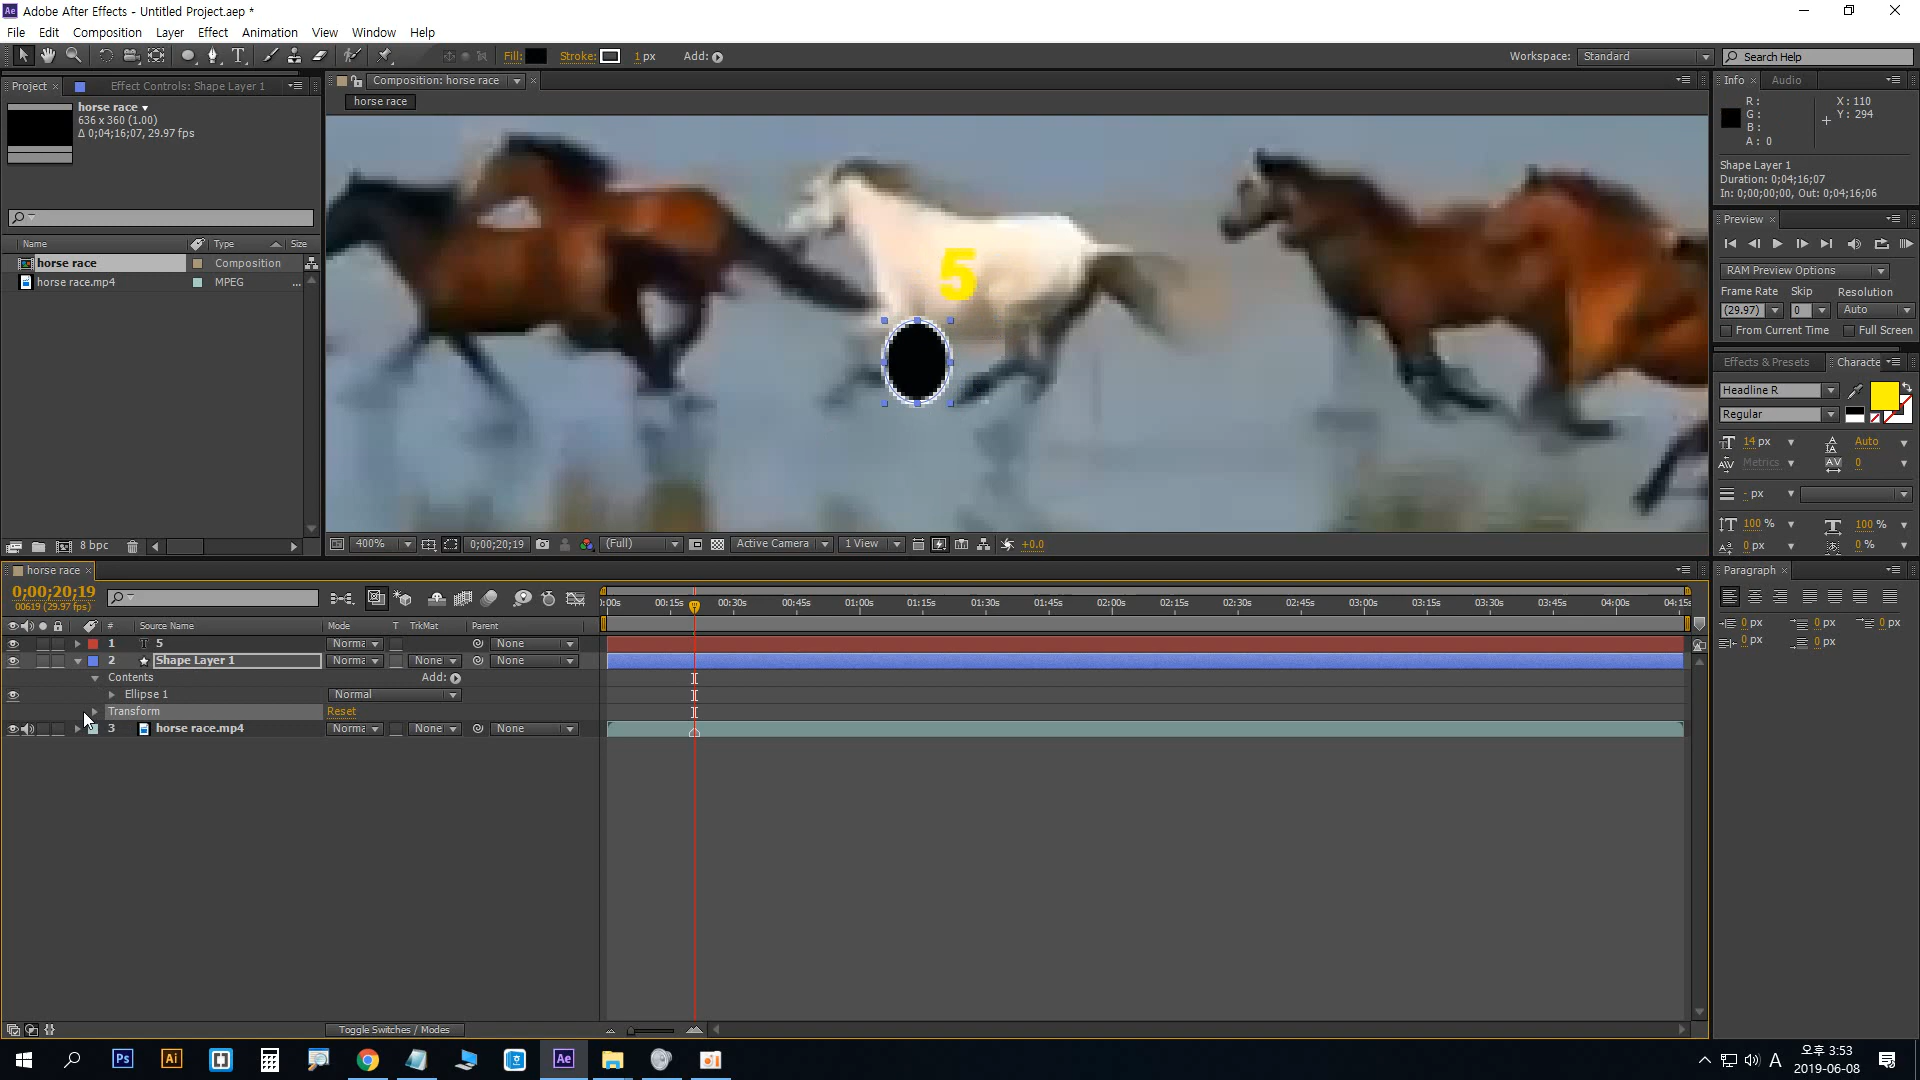 Ae Adobe After Effects - Untitled Project.aep *
File Edit Composition Layer Effect Animation View Window Help
Fill: Stroke: 1 px Add: Workspace: Standard Search Help
Project Effect Controls: Shape Layer 1
Composition: horse race
Info Audio
horse race
horse race
636 x 360 (1.00)
Δ 0;04;16;07, 29.97 fps
R :
G :
B :
A : 0
X : 110
Y : 294
Shape Layer 1
Duration: 0;04;16;07
In: 0;00;00;00, Out: 0;04;16;06
Preview
Name Type Size
horse race Composition
horse race.mp4 MPEG ...
5
RAM Preview Options
Frame Rate Skip Resolution
(29.97) 0 Auto
From Current Time Full Screen
Effects & Presets Characte
Headline R
Regular
14 px Auto
Metrics 0
- px
100 % 100 %
0 px 0 %
8 bpc
400% 0;00;20;19 (Full) Active Camera 1 View +0.0
horse race
Paragraph
0;00;20;19
00619 (29.97 fps)
):00s 00:15s 00:30s 00:45s 01:00s 01:15s 01:30s 01:45s 02:00s 02:15s 02:30s 02:45s 03:00s 03:15s 03:30s 03:45s 04:00s 04:15s
# Source Name Mode T TrkMat Parent
1 T 5 Norma None
2 Shape Layer 1 Norma None None
Contents Add:
Ellipse 1 Normal
Transform Reset
3 horse race.mp4 Norma None None
0 px 0 px 0 px
0 px 0 px
Toggle Switches / Modes
Ps Ai Ae A
오후 3:53
2019-06-08